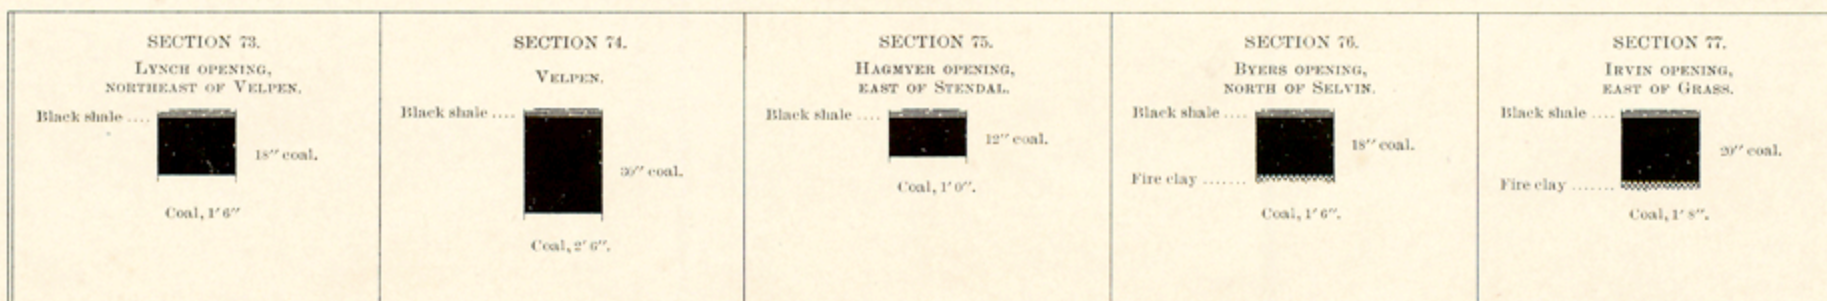 SECTION 73.
LYNCH OPENING,
NORTHEAST OF VELPEN.
Black shale ....
18″ coal.
Coal, 1′ 6″
SECTION 74.
VELPEN.
Black shale ....
30″ coal.
Coal, 2′ 6″.
SECTION 75.
HAGMYER OPENING,
EAST OF STENDAL.
Black shale ....
12″ coal.
Coal, 1′ 0″.
SECTION 76.
BYERS OPENING,
NORTH OF SELVIN.
Black shale ....
18″ coal.
Fire clay .......
Coal, 1′ 6″.
SECTION 77.
IRVIN OPENING,
EAST OF GRASS.
Black shale ....
20″ coal.
Fire clay .......
Coal, 1′ 8″.